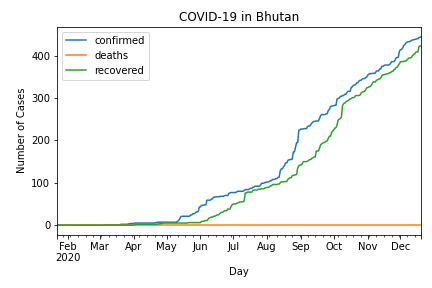 COVID-19 in Bhutan
confirmed
deaths
recovered
Number of Cases
400
300
200
100
0
Feb Mar Apr May Jun Jul Aug Sep Oct Nov Dec
2020
Day